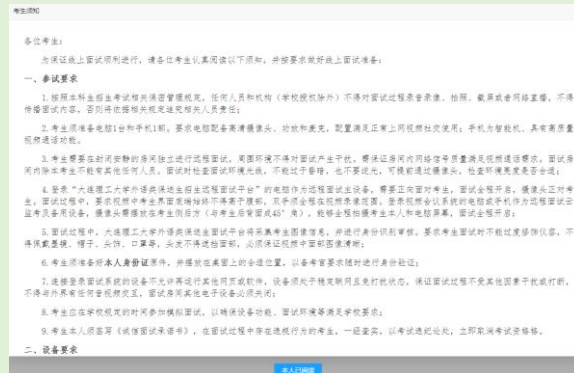 考生须知
各位考生:
为保证线上面试顺利进行,请各位考生认真阅读以下须知,并按要求做好线上面试准备:
一、参试要求
1.按照本科生招生考试相关保密管理规定,任何人员和机构(学校授权除外)不得对面试过程录音录像、拍照、截屏或者网络直播,不得
传播面试内容,否则将依据相关规定追究相关人员责任;
2.考生须准备电脑1台和手机1部,要求电脑配备高清摄像头、功放和麦克,配置满足正常上网视频社交使用;手机为智能机、具有高质量
视频通话功能。
3.考生需要在封闭安静的房间独立进行远程面试,周围环境不得对面试产生干扰,需保证房间内的网络信号质量满足视频通话需求。面试房
间内除本考生不能有其他任何人员。面试时检查面试环境光线,不能过于昏暗,也不要过光,可提前通过摄像头,检查环境亮度是否合适;
4.登录“大连理工大学外语类保送生招生远程面试平台”的电脑作为远程面试主设备,需要正向面对考生,面试全程开启,摄像头正对考
生。面试过程中,要求视频中考生界面至端始终不得离子腰部,双手须全程在视频录像范围。登录视频会议系统的电脑或手机作为远程面试云
监考及备用设备,摄像头需摆放在考生侧后方(与考生后背面成45°角),能够全程拍摄考生本人和电脑屏幕,面试全程开启;
5.面试过程中,大连理工大学外语类保送生面试平台将采集考生图像信息,并进行身份识别审核,要求考生面试时不能过度修饰仪容,不
得佩戴墨镜、帽子、头饰、口罩等,头发不得遮挡面部,必须保证视频中面部图像清晰;
6.考生须准备好本人身份证原件,并摆放在桌面上的合适位置,以备考官要求随时进行身份验证;
7.连接登录面试系统的设备不允许再运行其他网页或软件,设备须处于稳定联网且免打扰状态,保证面试过程不受其他因素干扰或打断,
不得与外界有任何音视频交互,面试房间其他电子设备必须关闭;
8.考生应在学校规定的时间参加模拟面试,以确保设备功能、面试环境等满足学校要求;
9.考生本人须签写《诚信面试承诺书》,在面试过程中存在违规行为的考生,一经查实,以考试违纪论处,立即取消考试资格格。
二、设备要求
本人已阅读